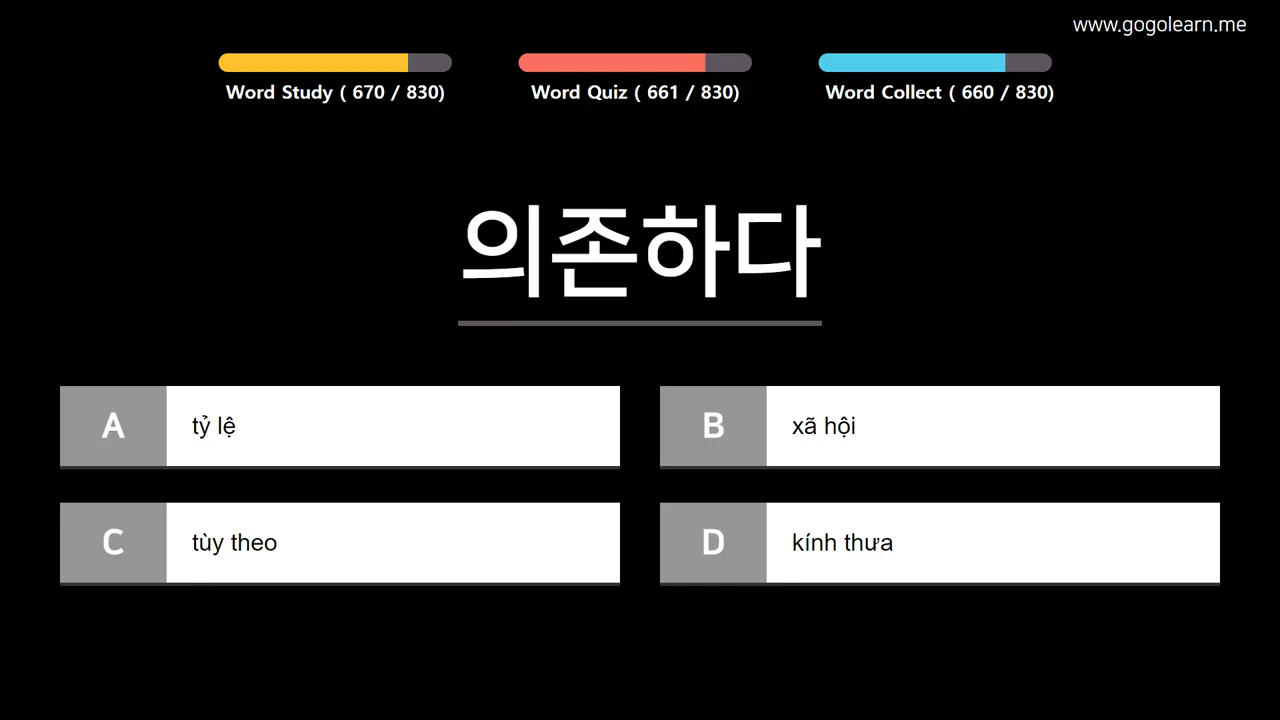 www.gogolearn.me
Word Study ( 670 / 830)
Word Quiz ( 661 / 830)
Word Collect ( 660 / 830)
의존하다
A tỷ lệ
B xã hội
C tùy theo
D kính thưa